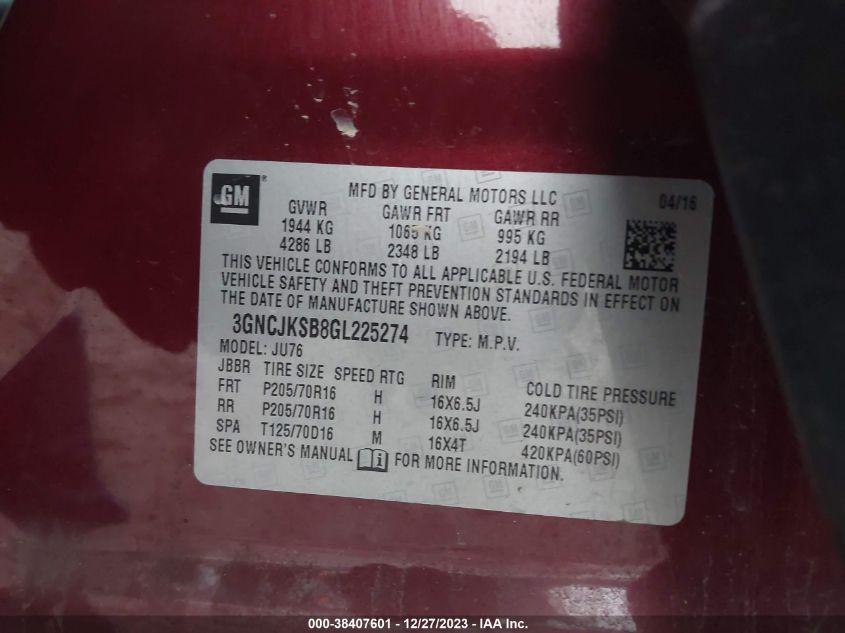 GM ®
MFD BY GENERAL MOTORS LLC 04/16
GVWR GAWR FRT GAWR RR
1944 KG 1065 KG 995 KG
4286 LB 2348 LB 2194 LB
THIS VEHICLE CONFORMS TO ALL APPLICABLE U.S. FEDERAL MOTOR
VEHICLE SAFETY AND THEFT PREVENTION STANDARDS IN EFFECT ON
THE DATE OF MANUFACTURE SHOWN ABOVE.
3GNCJKSB8GL225274 TYPE: M.P.V.
MODEL: JU76
JBBR TIRE SIZE SPEED RTG RIM COLD TIRE PRESSURE
FRT P205/70R16 H 16X6.5J 240KPA(35PSI)
RR P205/70R16 H 16X6.5J 240KPA(35PSI)
SPA T125/70D16 M 16X4T 420KPA(60PSI)
SEE OWNER'S MANUAL FOR MORE INFORMATION.
000-38407601 - 12/27/2023 - IAA Inc.